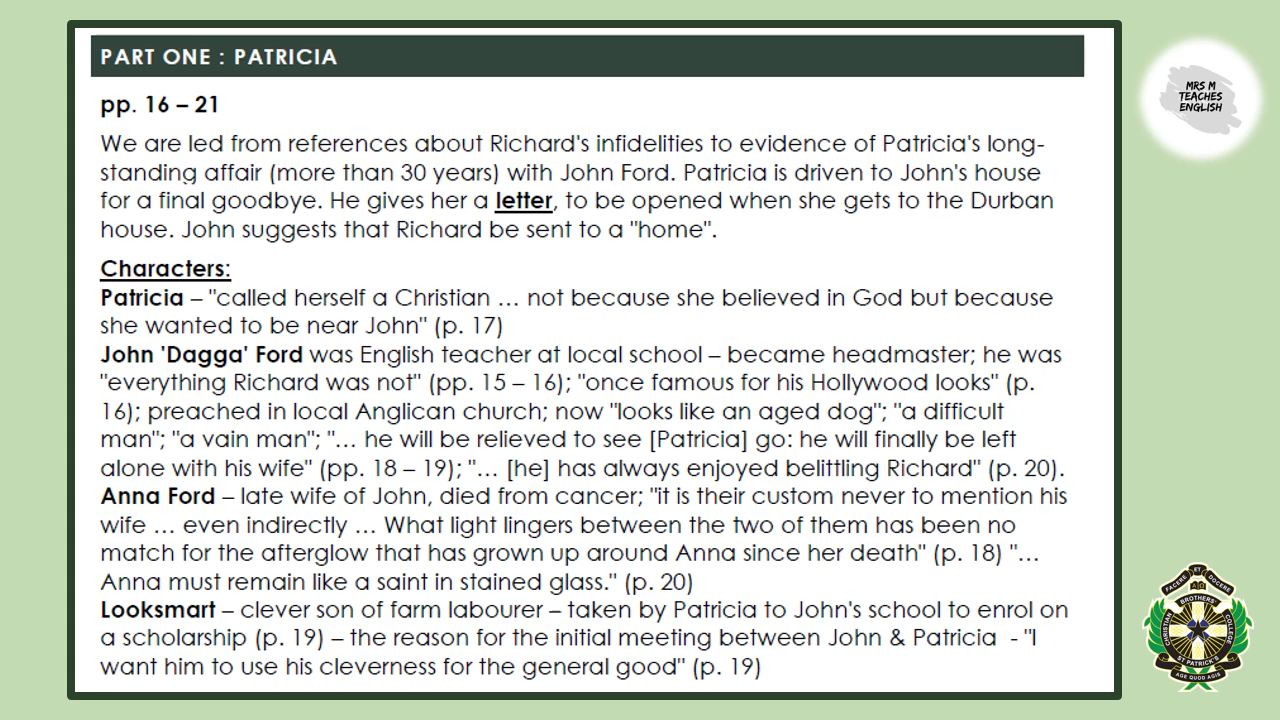 PART ONE : PATRICIA
pp. 16 – 21
We are led from references about Richard's infidelities to evidence of Patricia's long-
standing affair (more than 30 years) with John Ford. Patricia is driven to John's house
for a final goodbye. He gives her a letter, to be opened when she gets to the Durban
house. John suggests that Richard be sent to a "home".
Characters:
Patricia – "called herself a Christian … not because she believed in God but because
she wanted to be near John" (p. 17)
John 'Dagga' Ford was English teacher at local school – became headmaster; he was
"everything Richard was not" (pp. 15 – 16); "once famous for his Hollywood looks" (p.
16); preached in local Anglican church; now "looks like an aged dog"; "a difficult
man"; "a vain man"; "… he will be relieved to see [Patricia] go: he will finally be left
alone with his wife" (pp. 18 – 19); "… [he] has always enjoyed belittling Richard" (p. 20).
Anna Ford – late wife of John, died from cancer; "it is their custom never to mention his
wife … even indirectly … What light lingers between the two of them has been no
match for the afterglow that has grown up around Anna since her death" (p. 18) "…
Anna must remain like a saint in stained glass." (p. 20)
Looksmart – clever son of farm labourer – taken by Patricia to John's school to enrol on
a scholarship (p. 19) – the reason for the initial meeting between John & Patricia - "I
want him to use his cleverness for the general good" (p. 19)
MRS M
TEACHES
ENGLISH
FACERE ET DOCERE
CHRISTIAN BROTHERS' COLLEGE
ST PATRICK'S
AGE QUOD AGIS